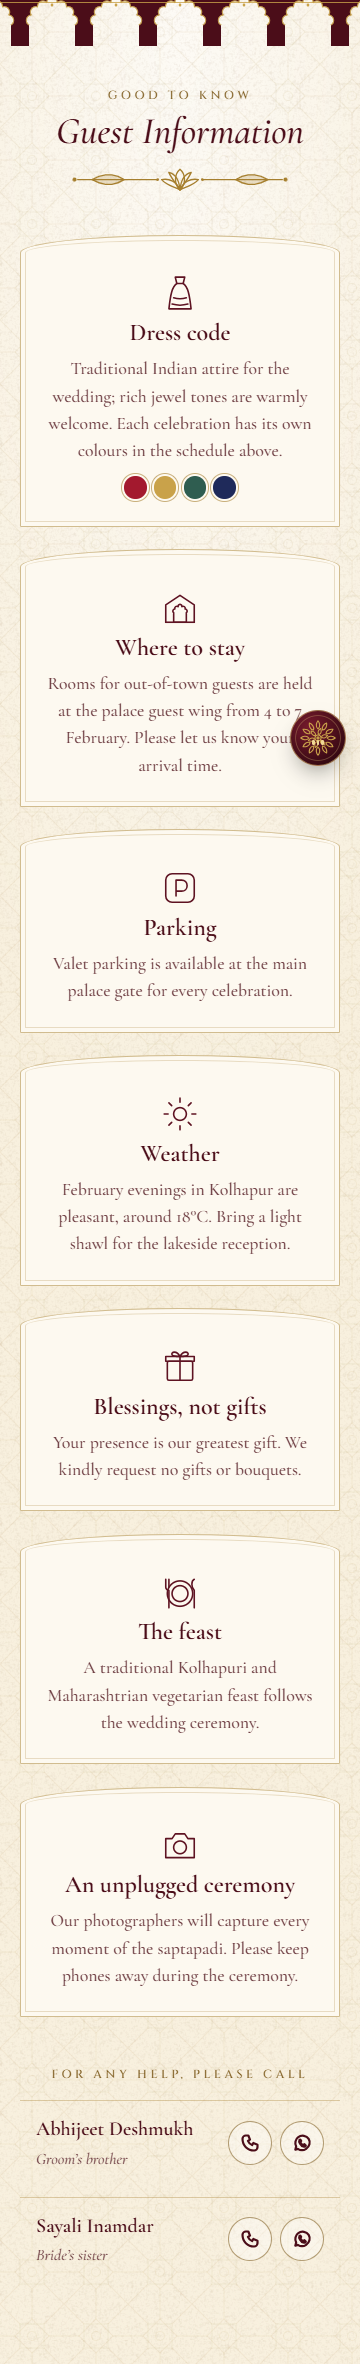 GOOD TO KNOW
Guest Information
Dress code
Traditional Indian attire for the
wedding; rich jewel tones are warmly
welcome. Each celebration has its own
colours in the schedule above.
Where to stay
Rooms for out-of-town guests are held
at the palace guest wing from 4 to 7
February. Please let us know your
arrival time.
P
Parking
Valet parking is available at the main
palace gate for every celebration.
Weather
February evenings in Kolhapur are
pleasant, around 18°C. Bring a light
shawl for the lakeside reception.
Blessings, not gifts
Your presence is our greatest gift. We
kindly request no gifts or bouquets.
The feast
A traditional Kolhapuri and
Maharashtrian vegetarian feast follows
the wedding ceremony.
An unplugged ceremony
Our photographers will capture every
moment of the saptapadi. Please keep
phones away during the ceremony.
FOR ANY HELP, PLEASE CALL
Abhijeet Deshmukh
Groom's brother
Sayali Inamdar
Bride's sister